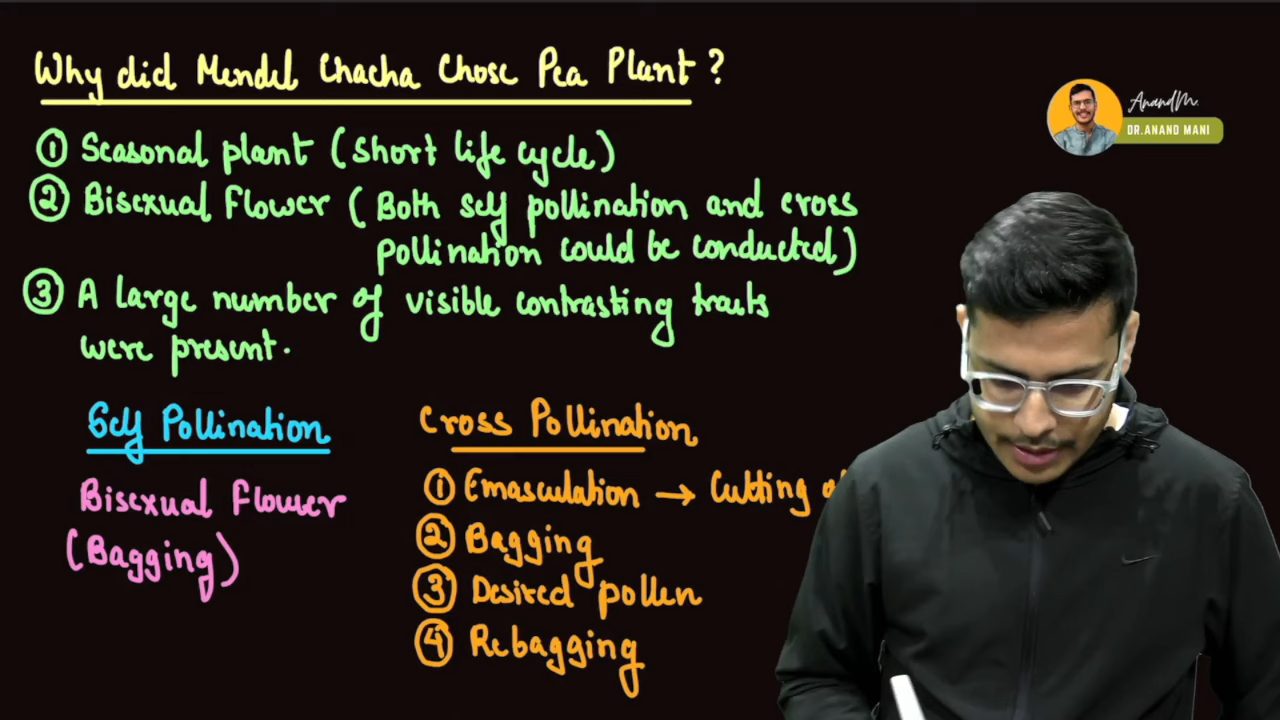 Why did Mendel Chacha Chose Pea Plant?
① Seasonal plant (short life cycle)
② Bisexual Flower (Both self pollination and cross
pollination could be conducted)
③ A large number of visible contrasting traits
were present.
AnandM.
DR.ANAND MANI
Self Pollination
Bisexual Flower
(Bagging)
Cross Pollination
① Emasculation → Cutting
② Bagging
③ Desired pollen
④ Rebagging